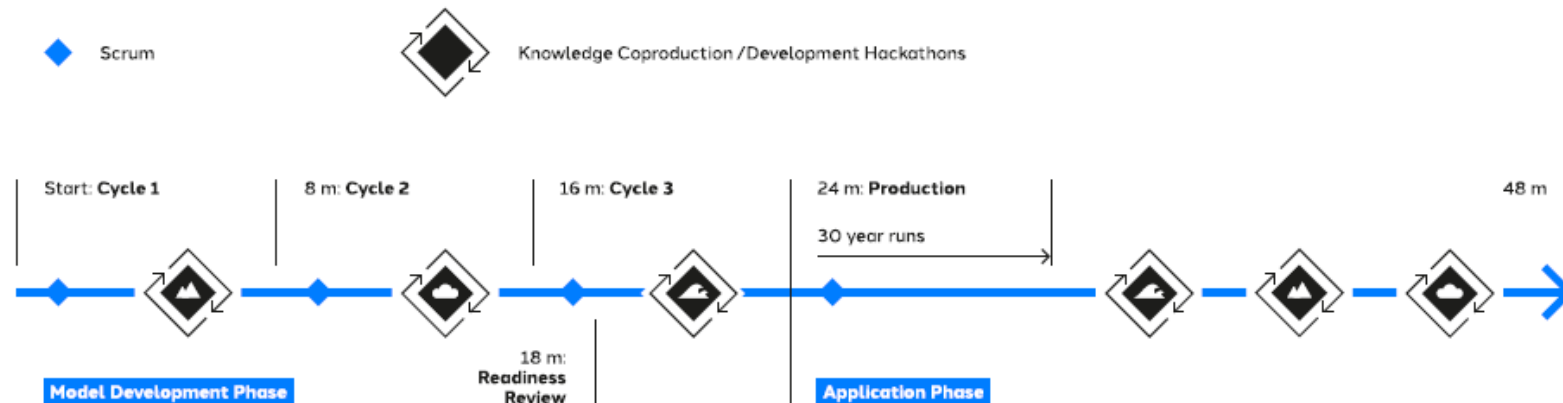 Scrum
Knowledge Coproduction /Development Hackathons
Start: Cycle 1
8 m: Cycle 2
16 m: Cycle 3
24 m: Production
48 m
30 year runs
18 m:
Readiness
Review
Model Development Phase
Application Phase